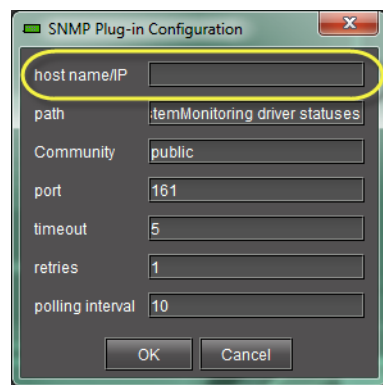 SNMP Plug-in Configuration
host name/IP
path :temMonitoring driver statuses
Community public
port 161
timeout 5
retries 1
polling interval 10
OK Cancel